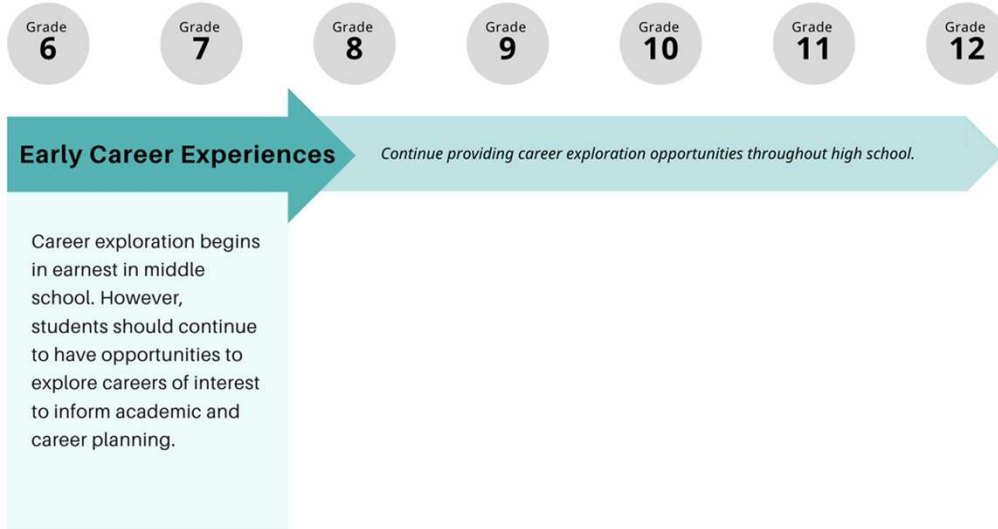 Grade Grade Grade Grade Grade Grade Grade
6 7 8 9 10 11 12
Early Career Experiences
Continue providing career exploration opportunities throughout high school.
Career exploration begins
in earnest in middle
school. However,
students should continue
to have opportunities to
explore careers of interest
to inform academic and
career planning.